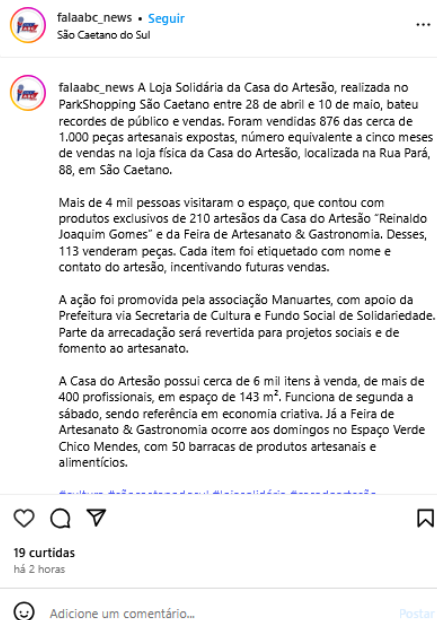 falaabc_news • Seguir
São Caetano do Sul
falaabc_news A Loja Solidária da Casa do Artesão, realizada no
ParkShopping São Caetano entre 28 de abril e 10 de maio, bateu
recordes de público e vendas. Foram vendidas 876 das cerca de
1.000 peças artesanais expostas, número equivalente a cinco meses
de vendas na loja física da Casa do Artesão, localizada na Rua Pará,
88, em São Caetano.
Mais de 4 mil pessoas visitaram o espaço, que contou com
produtos exclusivos de 210 artesãos da Casa do Artesão “Reinaldo
Joaquim Gomes” e da Feira de Artesanato & Gastronomia. Desses,
113 venderam peças. Cada item foi etiquetado com nome e
contato do artesão, incentivando futuras vendas.
A ação foi promovida pela associação Manuartes, com apoio da
Prefeitura via Secretaria de Cultura e Fundo Social de Solidariedade.
Parte da arrecadação será revertida para projetos sociais e de
fomento ao artesanato.
A Casa do Artesão possui cerca de 6 mil itens à venda, de mais de
400 profissionais, em espaço de 143 m². Funciona de segunda a
sábado, sendo referência em economia criativa. Já a Feira de
Artesanato & Gastronomia ocorre aos domingos no Espaço Verde
Chico Mendes, com 50 barracas de produtos artesanais e
alimentícios.
#cultura #sãocaetanodosul #lojasolidária #casadoartesão
19 curtidas
há 2 horas
Adicione um comentário... Postar